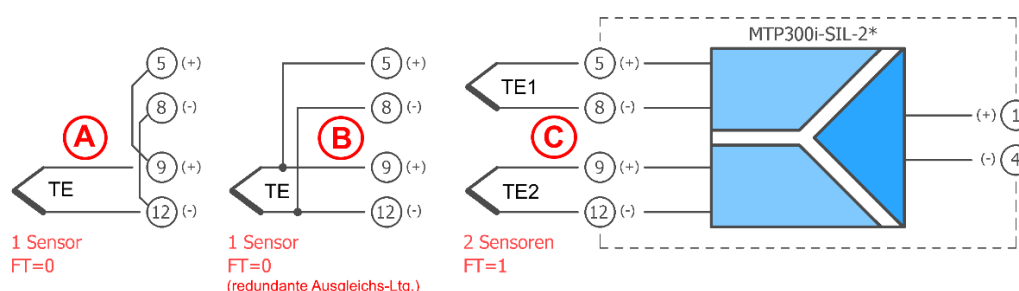 MTP300i-SIL-2*
5 (+)
8 (-)
A
9 (+)
TE
12 (-)
1 Sensor
FT=0
5 (+)
8 (-)
B
9 (+)
TE
12 (-)
1 Sensor
FT=0
(redundante Ausgleichs-Ltg.)
TE1
5 (+)
8 (-)
C
TE2
9 (+)
12 (-)
2 Sensoren
FT=1
(+) 1
(-) 4